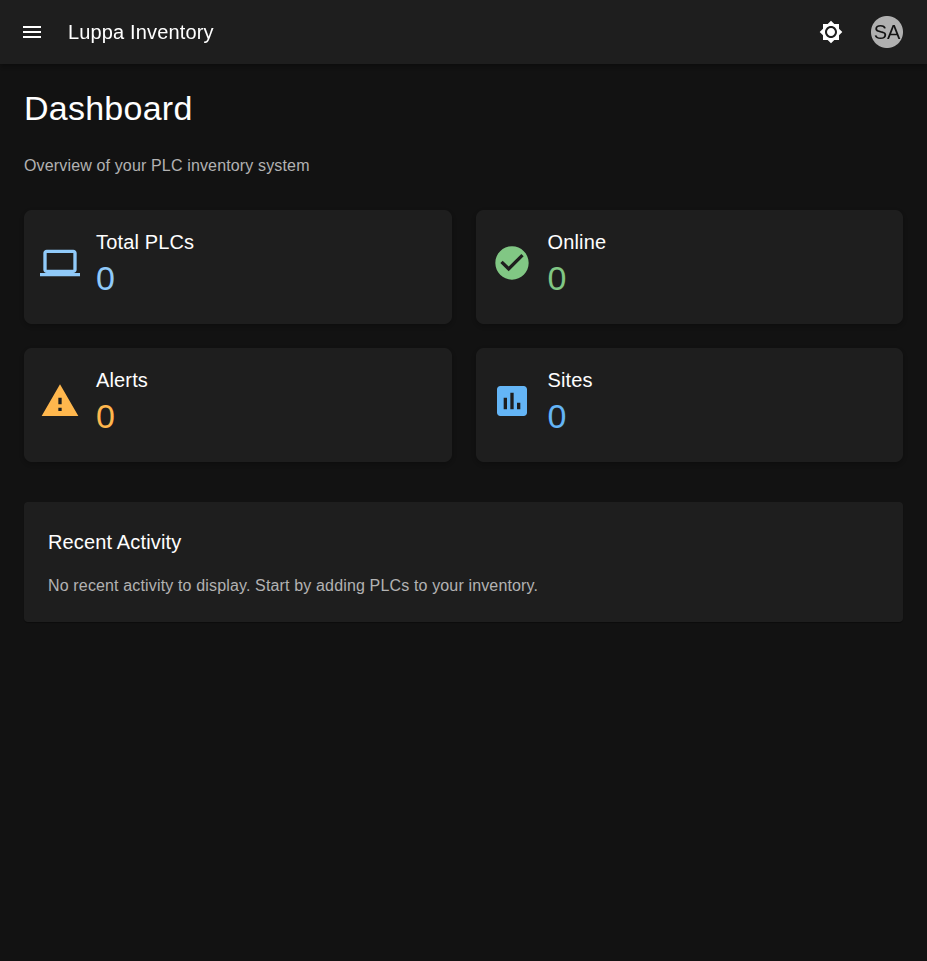 Luppa Inventory
SA
Dashboard
Overview of your PLC inventory system
Total PLCs
0
Online
0
Alerts
0
Sites
0
Recent Activity
No recent activity to display. Start by adding PLCs to your inventory.